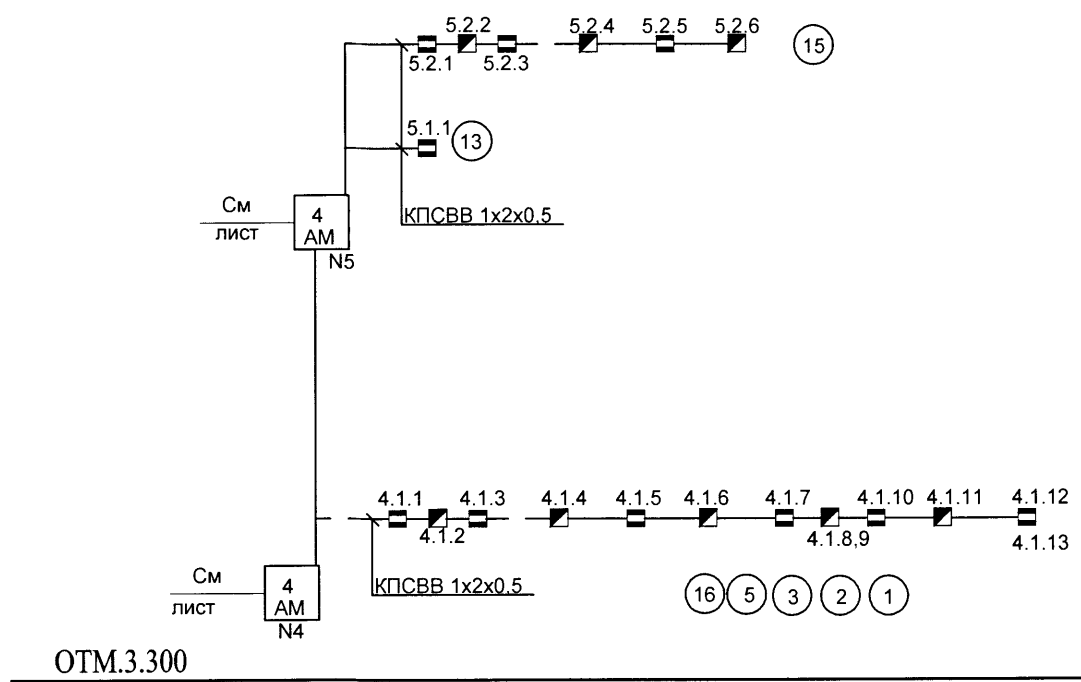 5.2.2 5.2.4 5.2.5 5.2.6
15
5.2.1 5.2.3
5.1.1
13
См
лист
4
АМ
N5
КПСВВ 1х2х0,5
4.1.1 4.1.3 4.1.4 4.1.5 4.1.6 4.1.7 4.1.10 4.1.11 4.1.12
4.1.2 4.1.8,9 4.1.13
См
лист
4
АМ
N4
КПСВВ 1х2х0,5
16 5 3 2 1
ОТМ.3.300